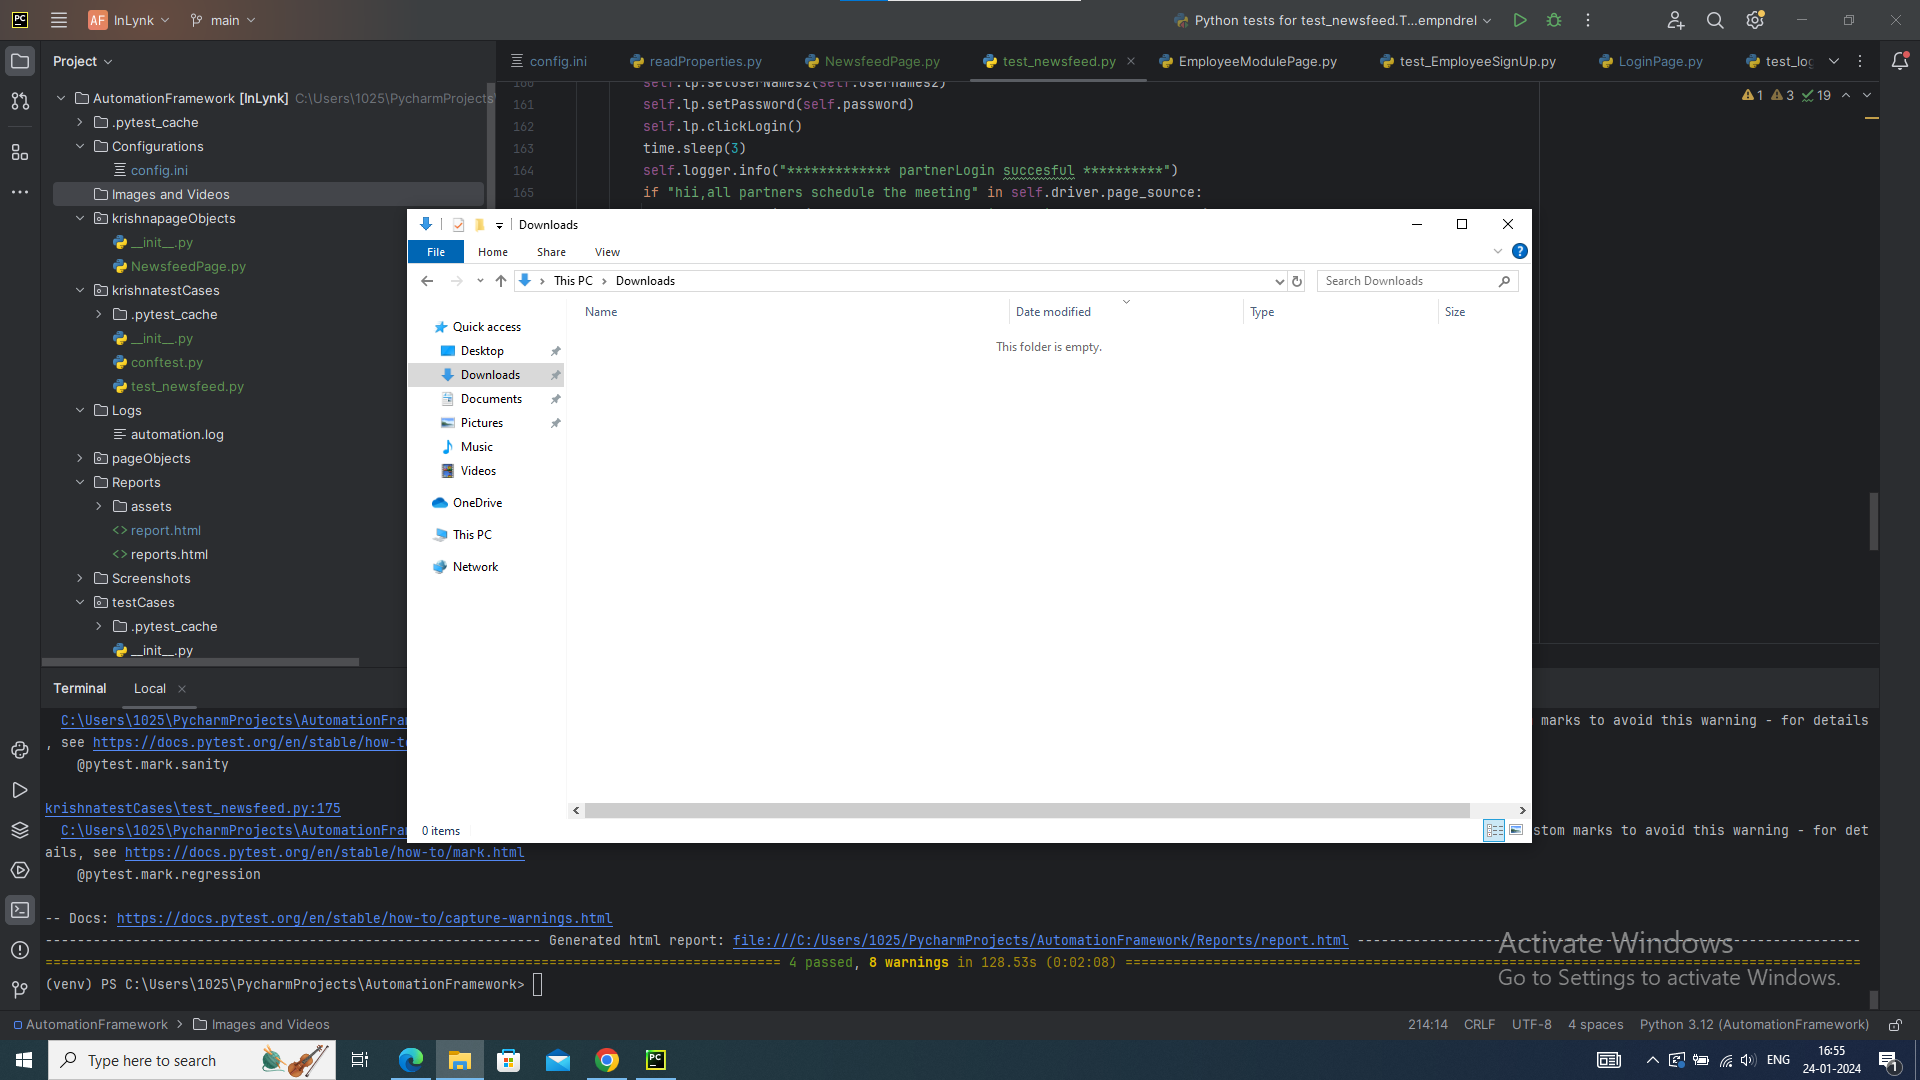 PC
AF
InLynk
main
Python tests for test_newsfeed.T...empndrel
Project
config.ini
readProperties.py
NewsfeedPage.py
test_newsfeed.py
EmployeeModulePage.py
test_EmployeeSignUp.py
LoginPage.py
test_log
AutomationFramework [InLynk] C:\Users\1025\PycharmProjects
.pytest_cache
Configurations
config.ini
Images and Videos
krishnapageObjects
__init__.py
NewsfeedPage.py
krishnatestCases
.pytest_cache
__init__.py
conftest.py
test_newsfeed.py
Logs
automation.log
pageObjects
Reports
assets
report.html
reports.html
Screenshots
testCases
.pytest_cache
__init__.py
1 3 19
161 self.lp.setPassword(self.password)
162 self.lp.clickLogin()
163 time.sleep(3)
164 self.logger.info("************* partnerLogin succesful **********")
165 if "hii,all partners schedule the meeting" in self.driver.page_source:
Downloads
File Home Share View
This PC Downloads
Search Downloads
Name Date modified Type Size
This folder is empty.
Quick access
Desktop
Downloads
Documents
Pictures
Music
Videos
OneDrive
This PC
Network
0 items
Terminal Local
C:\Users\1025\PycharmProjects\AutomationFra
marks to avoid this warning - for details
, see https://docs.pytest.org/en/stable/how-t
@pytest.mark.sanity
krishnatestCases\test_newsfeed.py:175
C:\Users\1025\PycharmProjects\AutomationFra
stom marks to avoid this warning - for det
ails, see https://docs.pytest.org/en/stable/how-to/mark.html
@pytest.mark.regression
-- Docs: https://docs.pytest.org/en/stable/how-to/capture-warnings.html
Generated html report: file:///C:/Users/1025/PycharmProjects/AutomationFramework/Reports/report.html
4 passed, 8 warnings in 128.53s (0:02:08)
(venv) PS C:\Users\1025\PycharmProjects\AutomationFramework>
Activate Windows
Go to Settings to activate Windows.
AutomationFramework Images and Videos
214:14 CRLF UTF-8 4 spaces Python 3.12 (AutomationFramework)
Type here to search
PC
ENG
16:55
24-01-2024
1